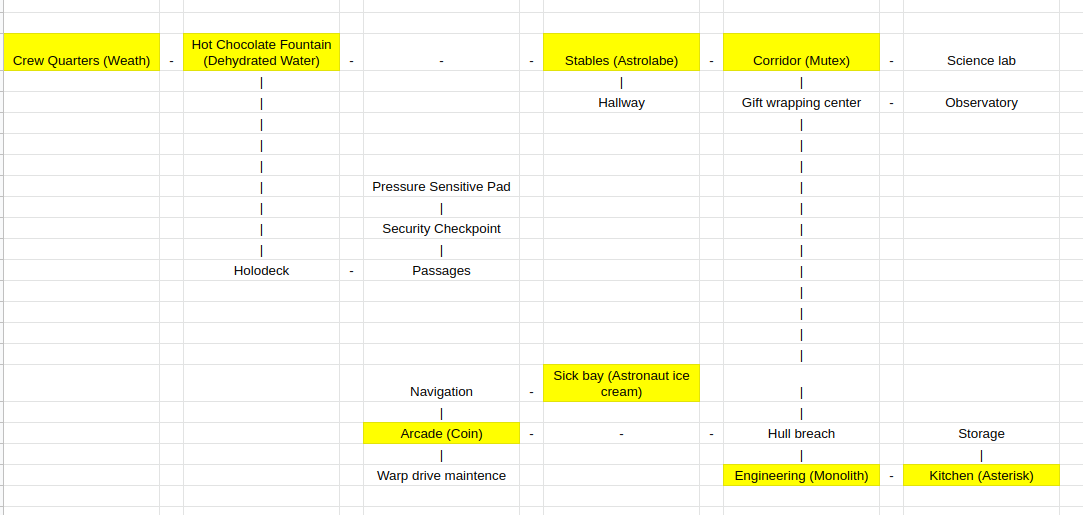 Hot Chocolate Fountain
Crew Quarters (Weath) - (Dehydrated Water) - - - Stables (Astrolabe) - Corridor (Mutex) - Science lab
| | |
| Hallway Gift wrapping center - Observatory
| |
| |
| |
| Pressure Sensitive Pad |
| | |
| Security Checkpoint |
| | |
Holodeck - Passages |
|
|
|
|
Sick bay (Astronaut ice
Navigation - cream) |
| |
Arcade (Coin) - - - Hull breach Storage
| | |
Warp drive maintence Engineering (Monolith) - Kitchen (Asterisk)